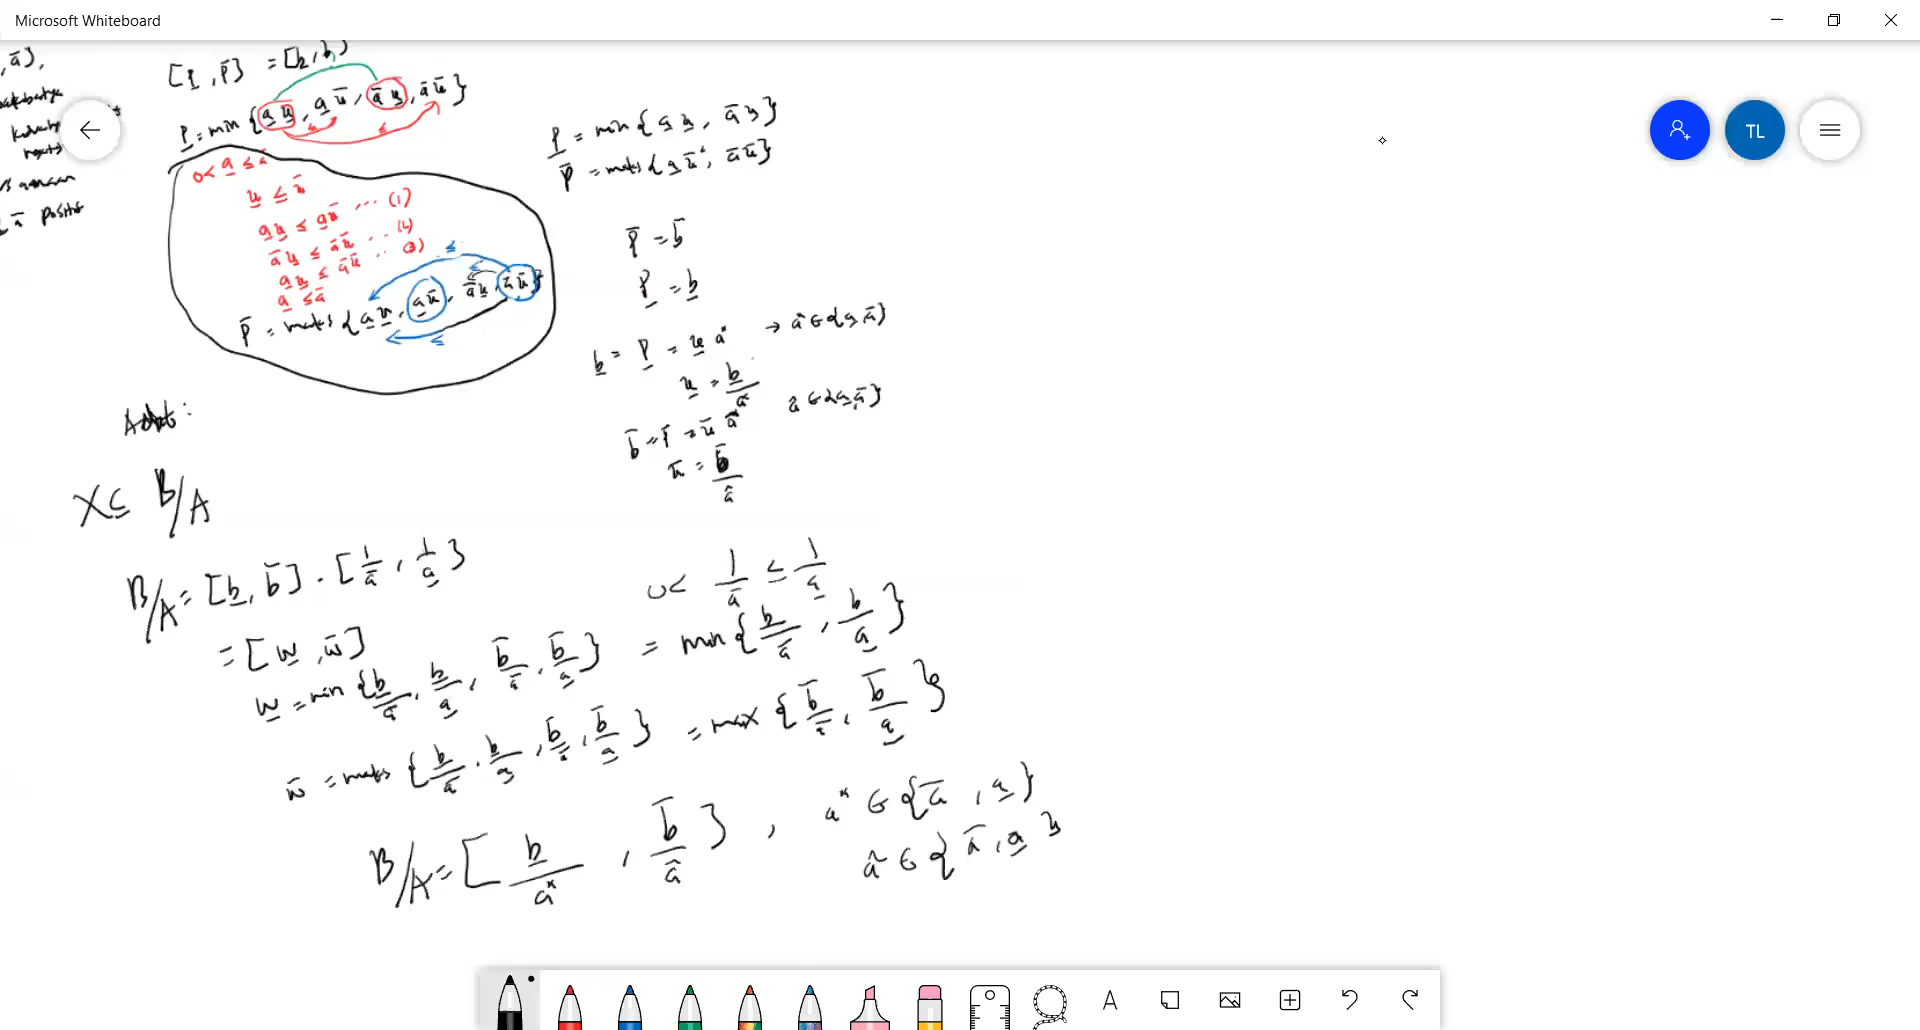 Microsoft Whiteboard
, a̅],
[p̲ , p̅] = [b̲ , b̅]
p̲ = min {a̲ u̲ , a̲ u̅ , a̅ u̲ , a̅ u̅}
0 < a̲ ≤ a̅
u̲ ≤ u̅
a̲ u̲ ≤ a̲ u̅ ... (1)
a̅ u̲ ≤ a̅ u̅ ... (2)
a̲ u̲ ≤ a̅ u̅ ... (3)
a̲ ≤ a̅
p̅ = maks {a̲ u̲ , a̲ u̅ , a̅ u̲ , a̅ u̅}
a̅ positif
p̲ = min{ a̲ u̲ , a̅ u̲ }
p̅ = maks{ a̲ u̅ , a̅ u̅ }
p̅ = b̅
p̲ = b̲
b̲ = p̲ = u̲ a* → a* ∈ {a̲, a̅}
u̲ = b̲/a*
b̅ = p̅ = u̅ â â ∈ {a̲, a̅}
u̅ = b̅/â
X ⊆ B/A
B/A = [b̲, b̅] . [1/a̅ , 1/a̲]
0 < 1/a̅ ≤ 1/a̲
= [w̲ , w̅]
w̲ = min {b̲/a̅ , b̲/a̲ , b̅/a̅ , b̅/a̲} = min{b̲/a̅ , b̲/a̲}
w̅ = maks {b̲/a̅ , b̲/a̲ , b̅/a̅ , b̅/a̲} = max {b̅/a̅ , b̅/a̲}
B/A = [b̲/a* , b̅/â] , a* ∈ {a̅ , a̲}
â ∈ {a̅ , a̲}
TL
A